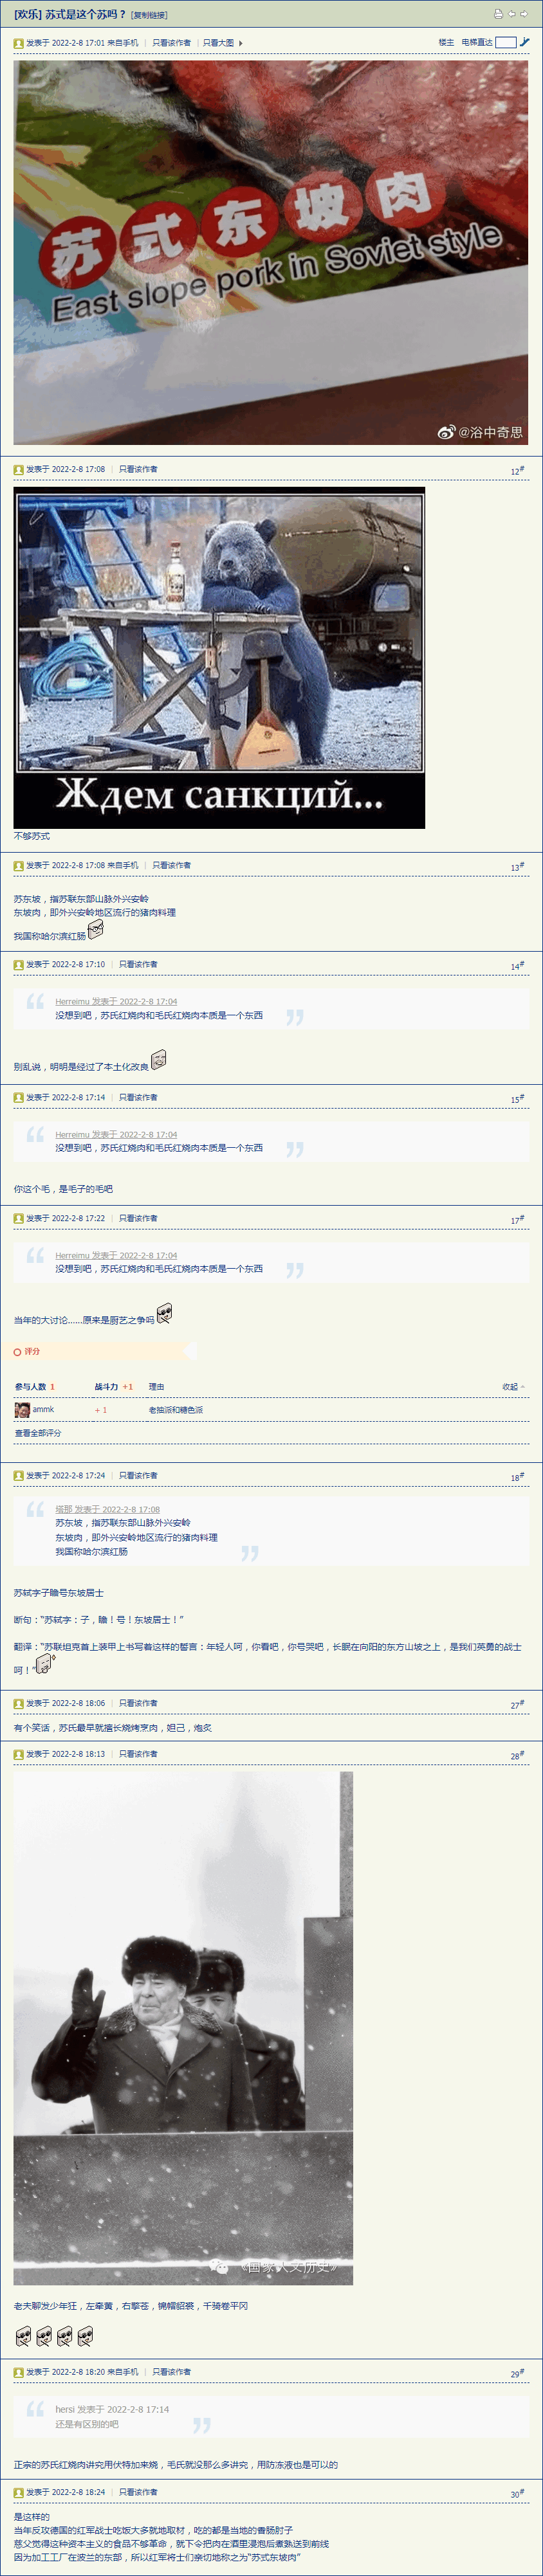 [欢乐] 苏式是这个苏吗？ [复制链接]
发表于 2022-2-8 17:01 来自手机 | 只看该作者 | 只看大图
楼主 电梯直达
苏式东坡肉
East slope pork in Soviet style
@浴中奇思
发表于 2022-2-8 17:08 | 只看该作者
12#
Ждем санкций...
不够苏式
发表于 2022-2-8 17:08 来自手机 | 只看该作者
13#
苏东坡，指苏联东部山脉外兴安岭
东坡肉，即外兴安岭地区流行的猪肉料理
我国称哈尔滨红肠
发表于 2022-2-8 17:10 | 只看该作者
14#
Herreimu 发表于 2022-2-8 17:04
没想到吧，苏氏红烧肉和毛氏红烧肉本质是一个东西
别乱说，明明是经过了本土化改良
发表于 2022-2-8 17:14 | 只看该作者
15#
Herreimu 发表于 2022-2-8 17:04
没想到吧，苏氏红烧肉和毛氏红烧肉本质是一个东西
你这个毛，是毛子的毛吧
发表于 2022-2-8 17:22 | 只看该作者
17#
Herreimu 发表于 2022-2-8 17:04
没想到吧，苏氏红烧肉和毛氏红烧肉本质是一个东西
当年的大讨论……原来是厨艺之争吗
评分
参与人数 1 战斗力 +1 理由 收起
ammk + 1 老抽派和糖色派
查看全部评分
发表于 2022-2-8 17:24 | 只看该作者
18#
塔那 发表于 2022-2-8 17:08
苏东坡，指苏联东部山脉外兴安岭
东坡肉，即外兴安岭地区流行的猪肉料理
我国称哈尔滨红肠
苏轼字子瞻号东坡居士
断句：“苏轼字：子，瞻！号！东坡居士！”
翻译：“苏联坦克首上装甲上书写着这样的誓言：年轻人呵，你看吧，你号哭吧，长眠在向阳的东方山坡之上，是我们英勇的战士
呵！”
发表于 2022-2-8 18:06 | 只看该作者
27#
有个笑话，苏氏最早就擅长烧烤烹肉，妲己，炮炙
发表于 2022-2-8 18:13 | 只看该作者
28#
《国家人文历史》
老夫聊发少年狂，左牵黄，右擎苍，锦帽貂裘，千骑卷平冈
发表于 2022-2-8 18:20 来自手机 | 只看该作者
29#
hersi 发表于 2022-2-8 17:14
还是有区别的吧
正宗的苏氏红烧肉讲究用伏特加来烧，毛氏就没那么多讲究，用防冻液也是可以的
发表于 2022-2-8 18:24 | 只看该作者
30#
是这样的
当年反攻德国的红军战士吃饭大多就地取材，吃的都是当地的香肠肘子
慈父觉得这种资本主义的食品不够革命，就下令把肉在酒里浸泡后煮熟送到前线
因为加工工厂在波兰的东部，所以红军将士们亲切地称之为“苏式东坡肉”